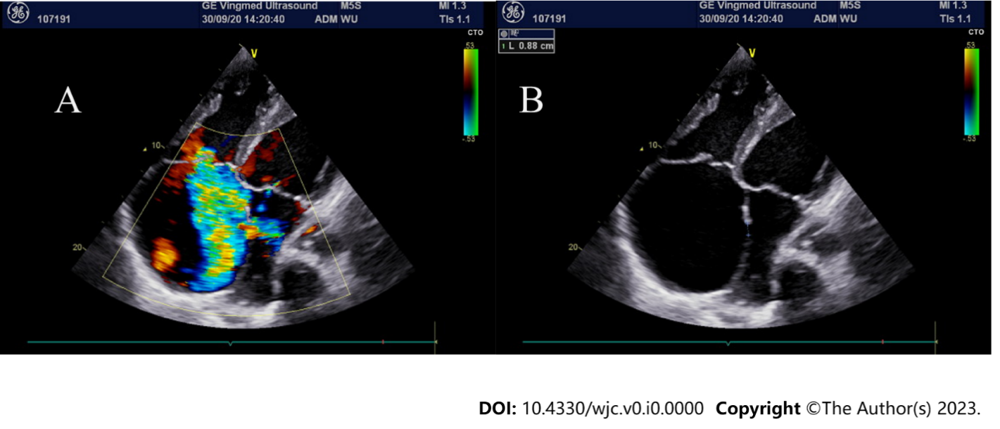 GE Vingmed Ultrasound M5S MI 1.3
107191 30/09/20 14:20:40 ADM WU TIs 1.1
CTO
.53
V
A
-.53
10
20
GE Vingmed Ultrasound M5S MI 1.3
107191 30/09/20 14:20:40 ADM WU TIs 1.1
CTO
1 L 0.88 cm
.53
V
B
-.53
10
20
DOI: 10.4330/wjc.v0.i0.0000 Copyright ©The Author(s) 2023.